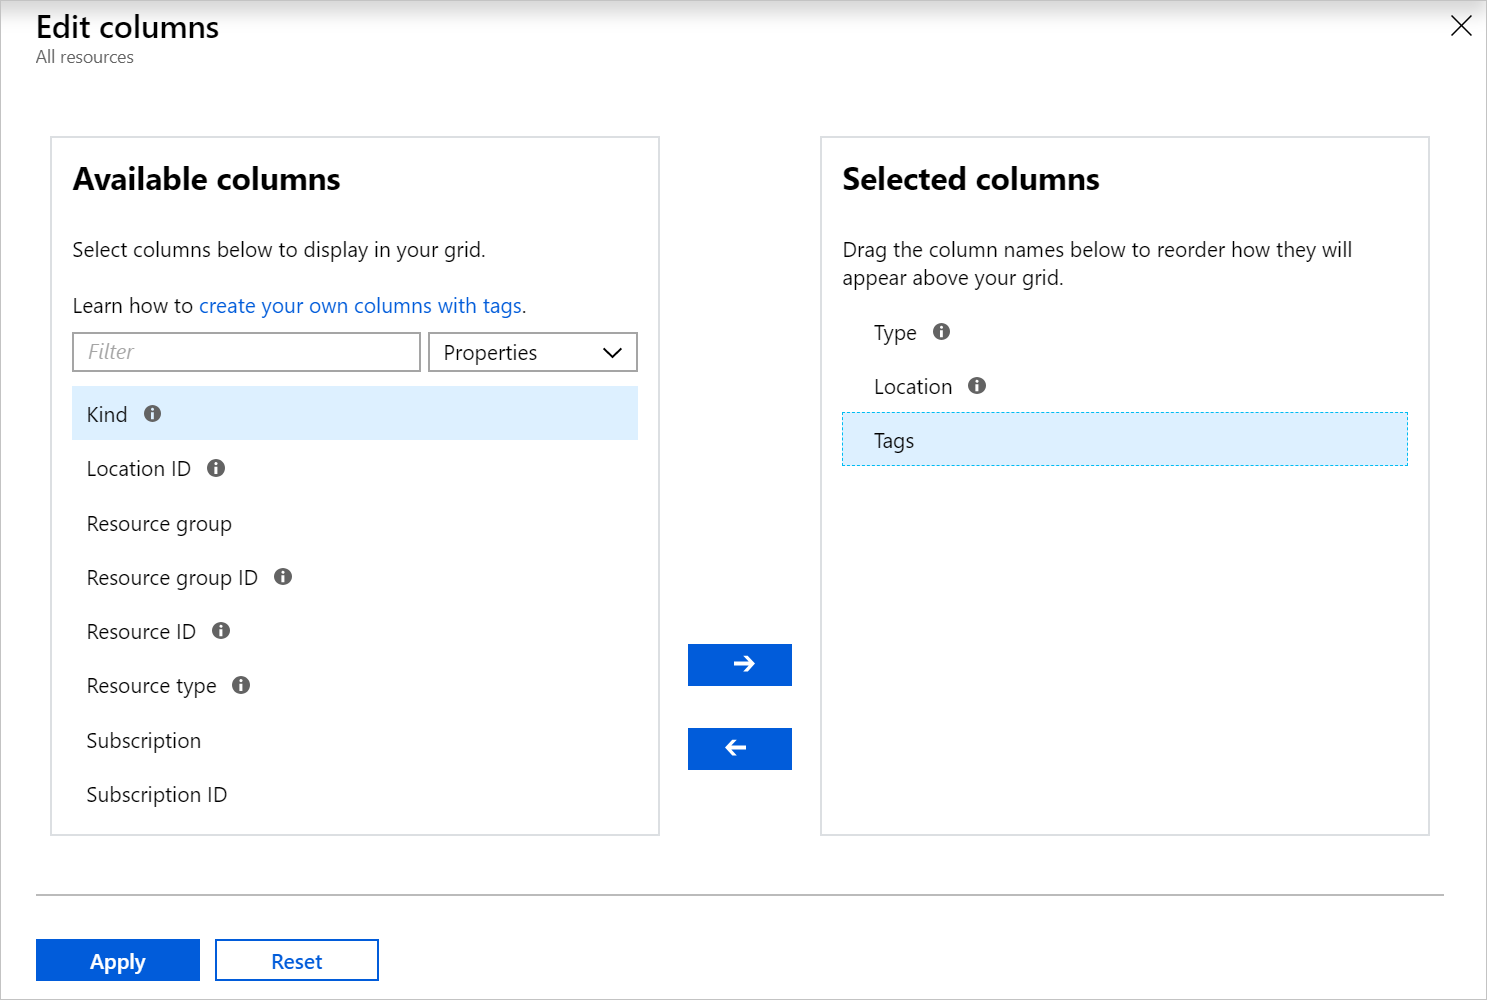 Edit columns
All resources
Available columns
Select columns below to display in your grid.
Learn how to create your own columns with tags.
Filter
Properties
Kind
Location ID
Resource group
Resource group ID
Resource ID
Resource type
Subscription
Subscription ID
Selected columns
Drag the column names below to reorder how they will
appear above your grid.
Type
Location
Tags
Apply
Reset